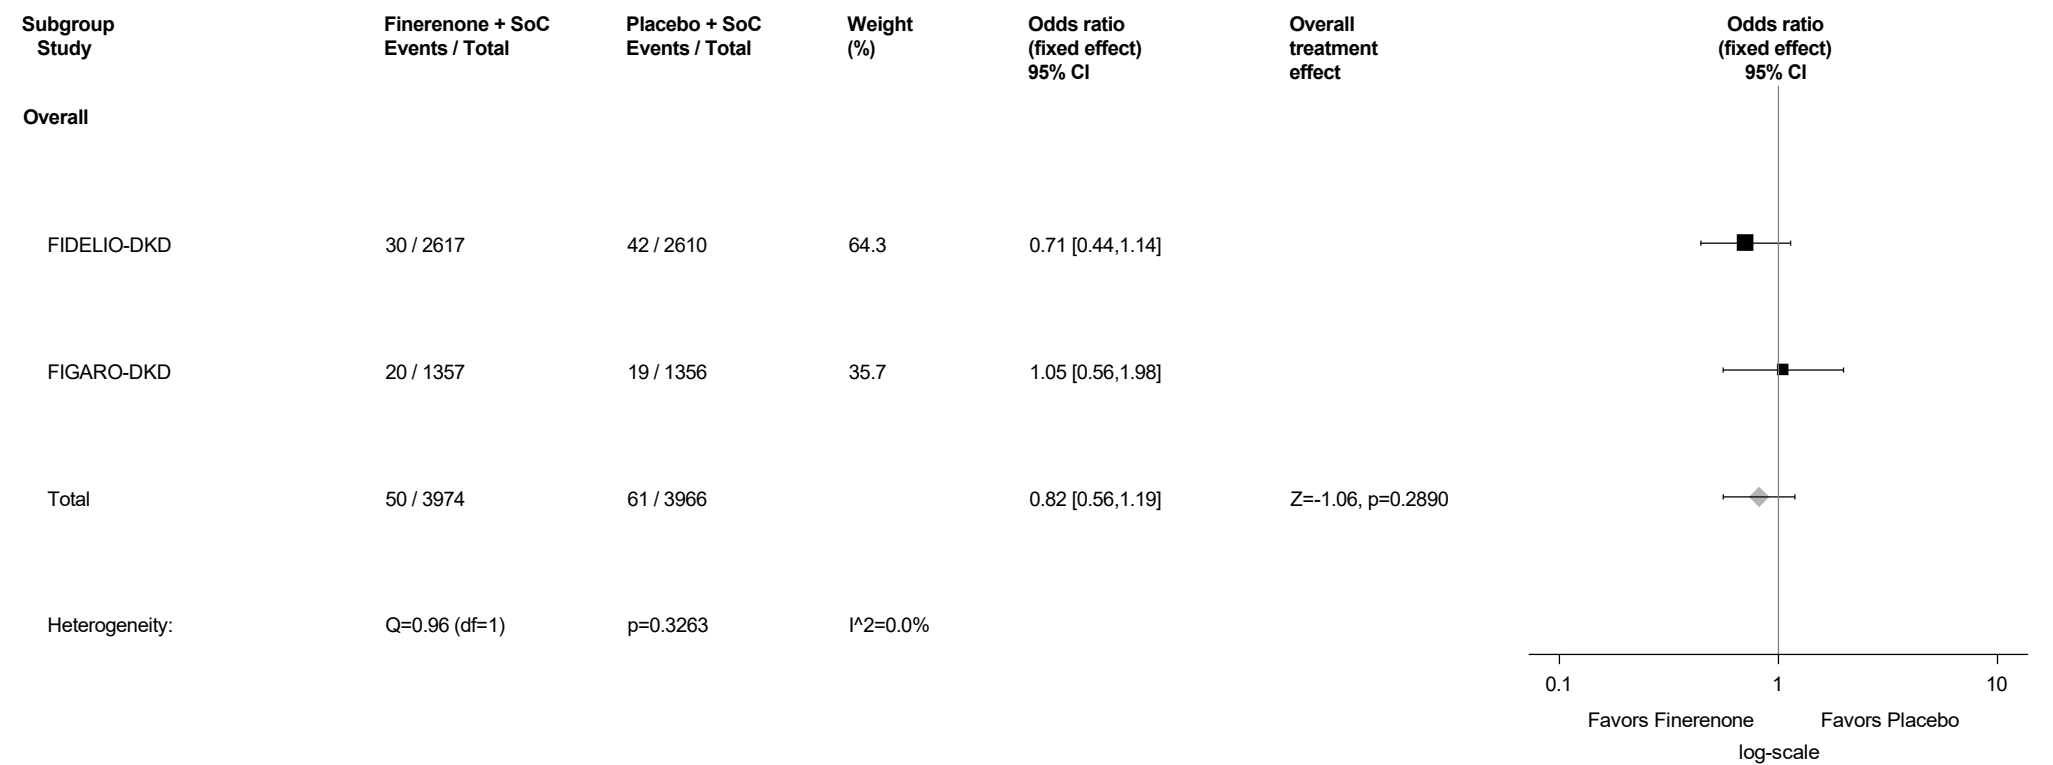 Subgroup Finerenone + SoC Placebo + SoC Weight Odds ratio Overall Odds ratio
Study Events / Total Events / Total (%) (fixed effect) treatment (fixed effect)
95% CI effect 95% CI
Overall
FIDELIO-DKD 30 / 2617 42 / 2610 64.3 0.71 [0.44,1.14]
FIGARO-DKD 20 / 1357 19 / 1356 35.7 1.05 [0.56,1.98]
Total 50 / 3974 61 / 3966 0.82 [0.56,1.19] Z=-1.06, p=0.2890
Heterogeneity: Q=0.96 (df=1) p=0.3263 I^2=0.0%
0.1 1 10
Favors Finerenone Favors Placebo
log-scale